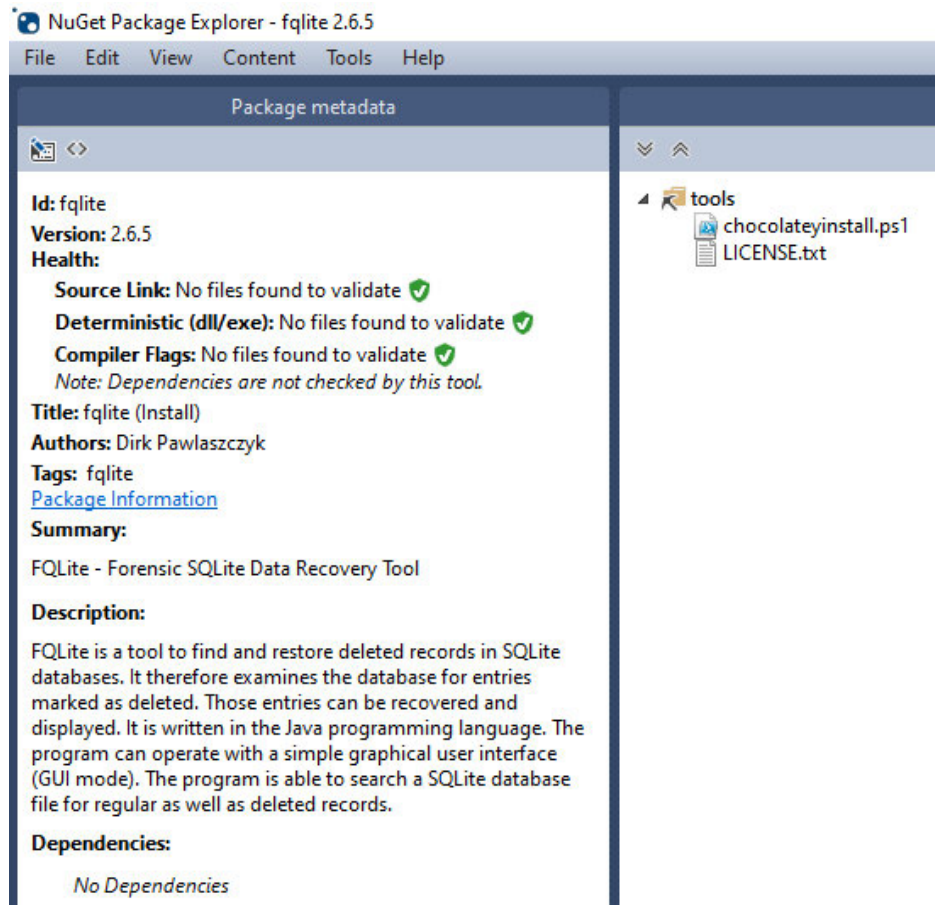 NuGet Package Explorer - fqlite 2.6.5
File Edit View Content Tools Help
Package metadata
Id: fqlite
Version: 2.6.5
Health:
Source Link: No files found to validate
Deterministic (dll/exe): No files found to validate
Compiler Flags: No files found to validate
Note: Dependencies are not checked by this tool.
Title: fqlite (Install)
Authors: Dirk Pawlaszczyk
Tags: fqlite
Package Information
Summary:
FQLite - Forensic SQLite Data Recovery Tool
Description:
FQLite is a tool to find and restore deleted records in SQLite
databases. It therefore examines the database for entries
marked as deleted. Those entries can be recovered and
displayed. It is written in the Java programming language. The
program can operate with a simple graphical user interface
(GUI mode). The program is able to search a SQLite database
file for regular as well as deleted records.
Dependencies:
No Dependencies
tools
chocolateyinstall.ps1
LICENSE.txt